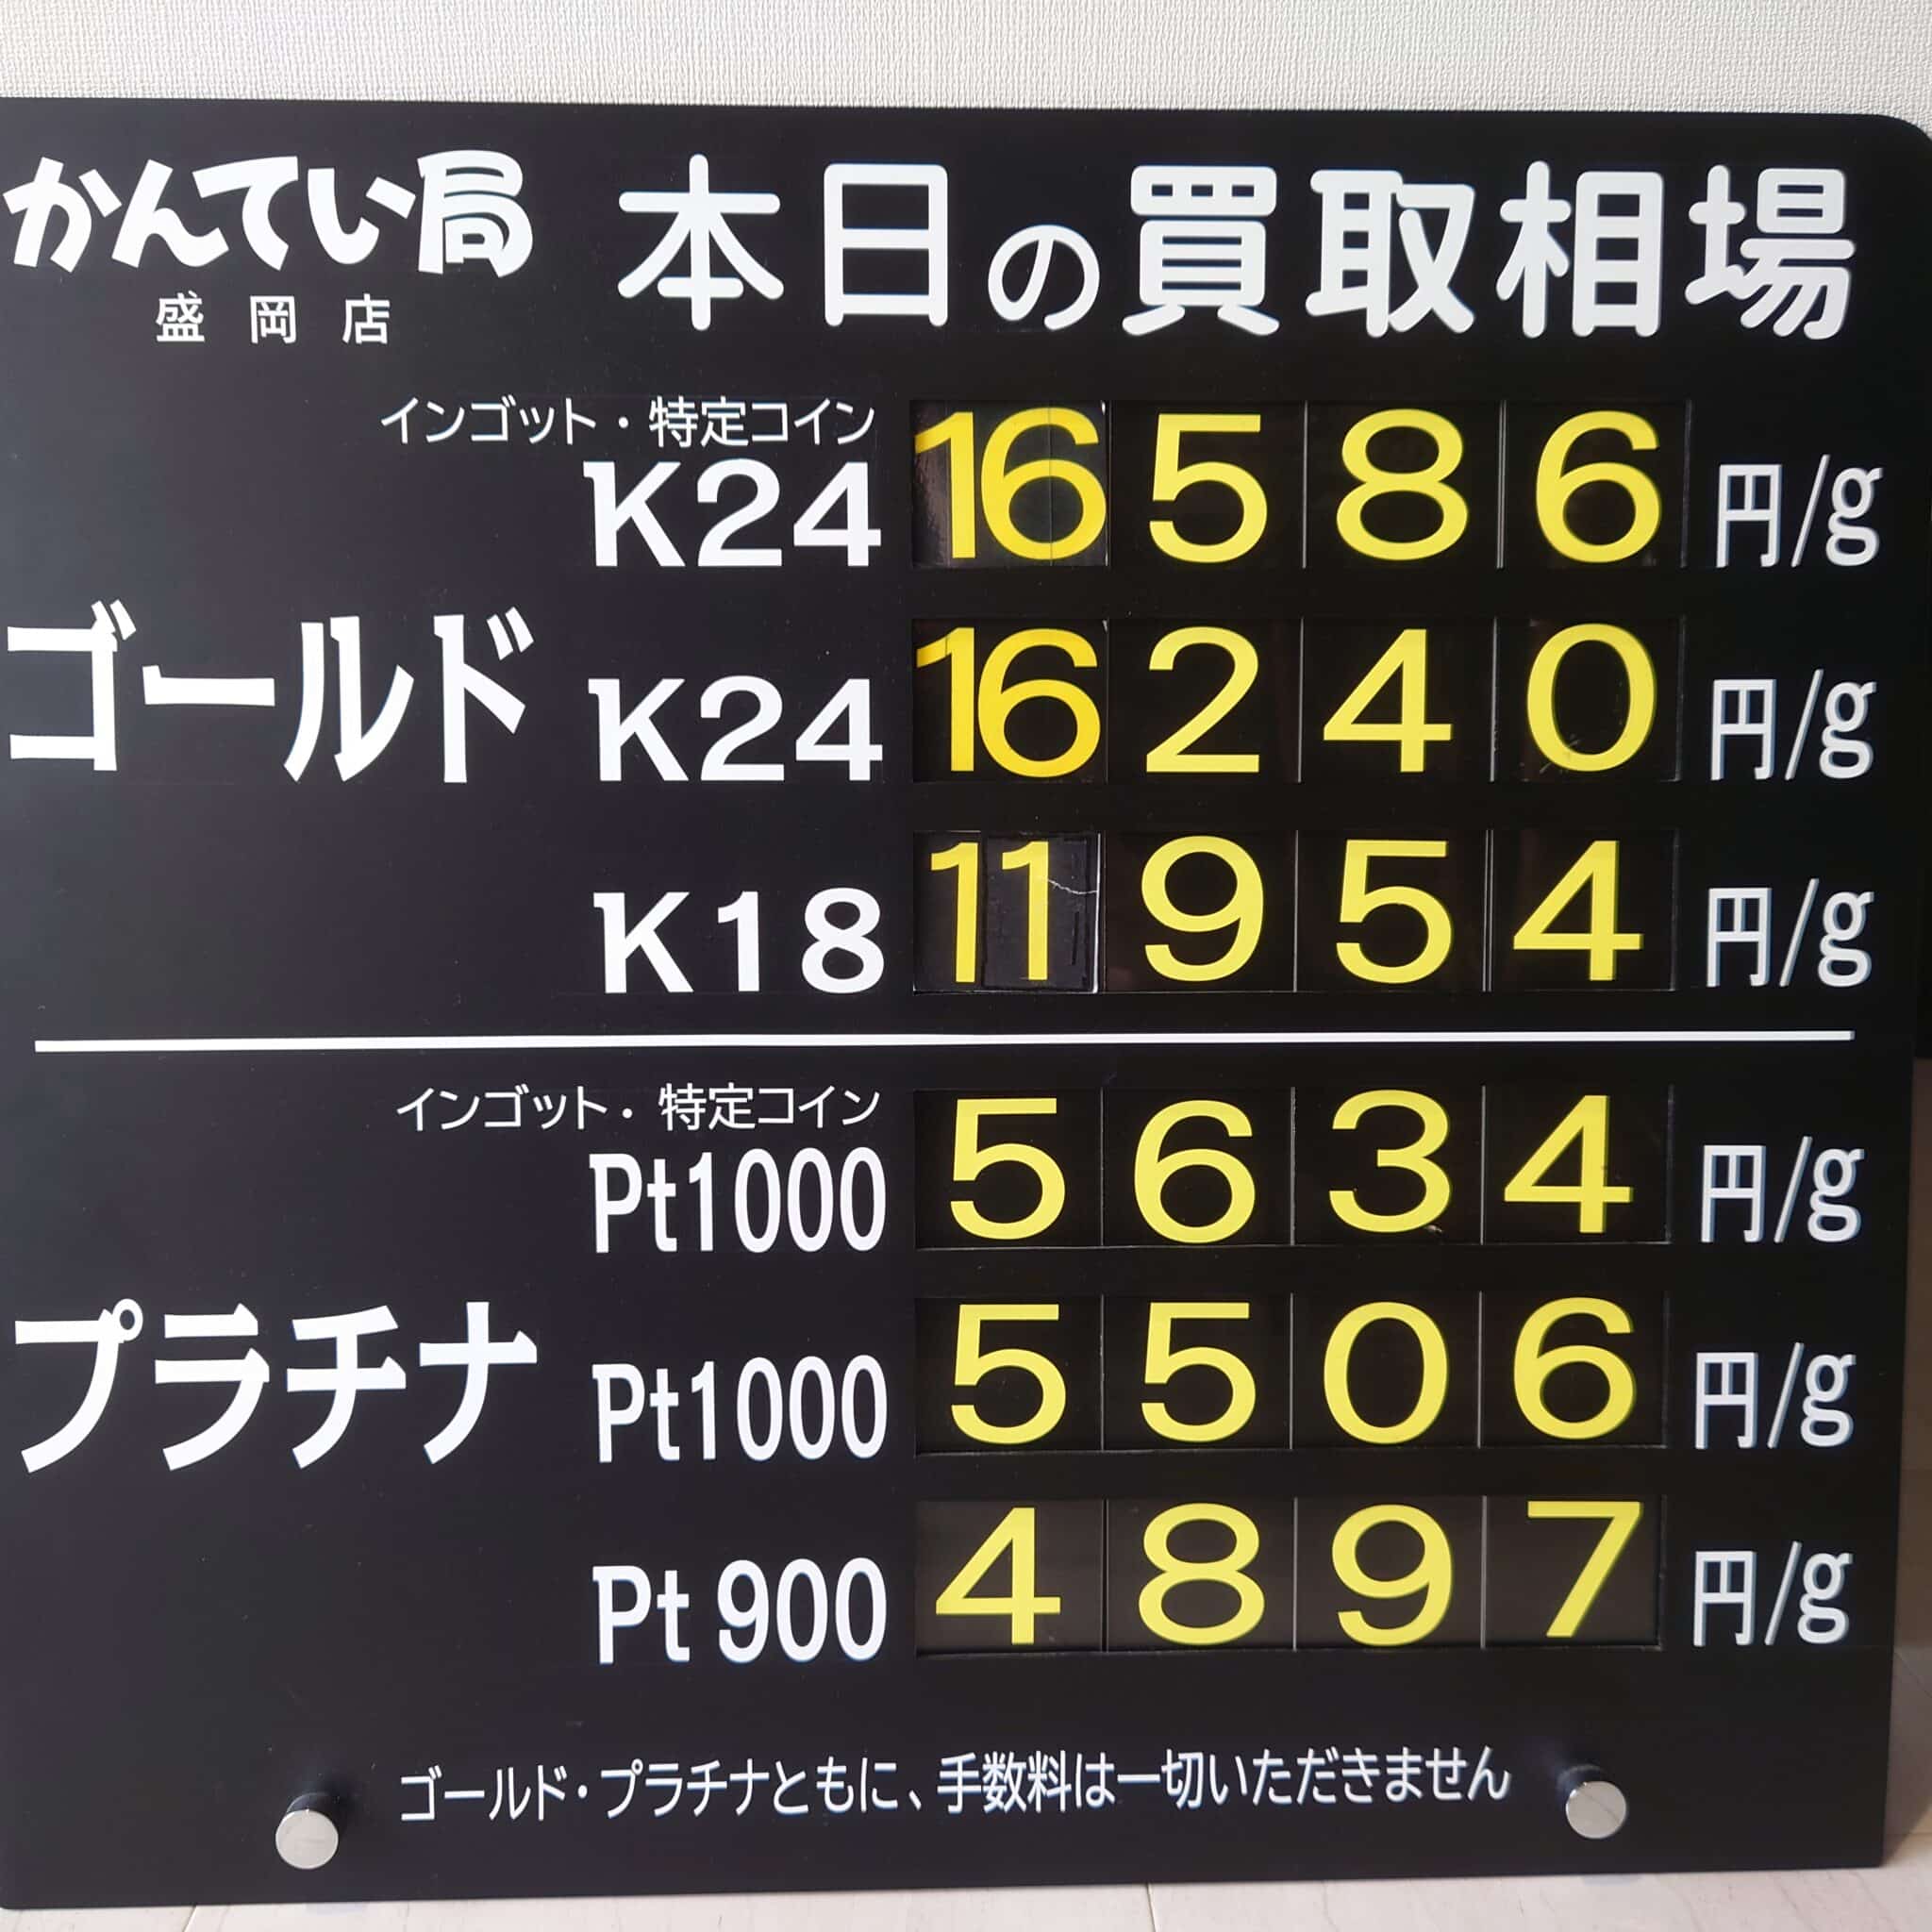 かんてい局 本日の買取相場
盛岡店
インゴット・特定コイン
K24 16586 円/g
ゴールド K24 16240 円/g
K18 11954 円/g
インゴット・特定コイン
Pt1000 5634 円/g
プラチナ Pt1000 5506 円/g
Pt900 4897 円/g
ゴールド・プラチナともに、手数料は一切いただきません